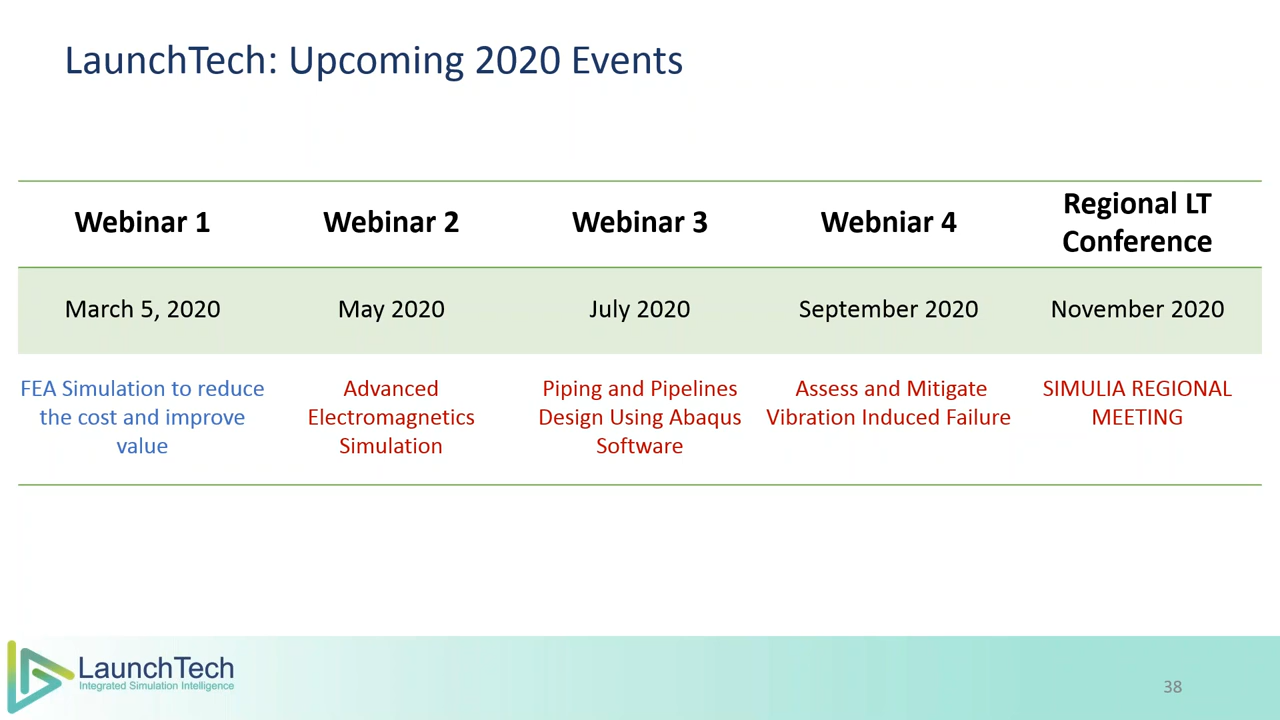 LaunchTech: Upcoming 2020 Events
Webinar 1
Webinar 2
Webinar 3
Webniar 4
Regional LT
Conference
March 5, 2020
May 2020
July 2020
September 2020
November 2020
FEA Simulation to reduce
the cost and improve
value
Advanced
Electromagnetics
Simulation
Piping and Pipelines
Design Using Abaqus
Software
Assess and Mitigate
Vibration Induced Failure
SIMULIA REGIONAL
MEETING
LaunchTech
Integrated Simulation Intelligence
38